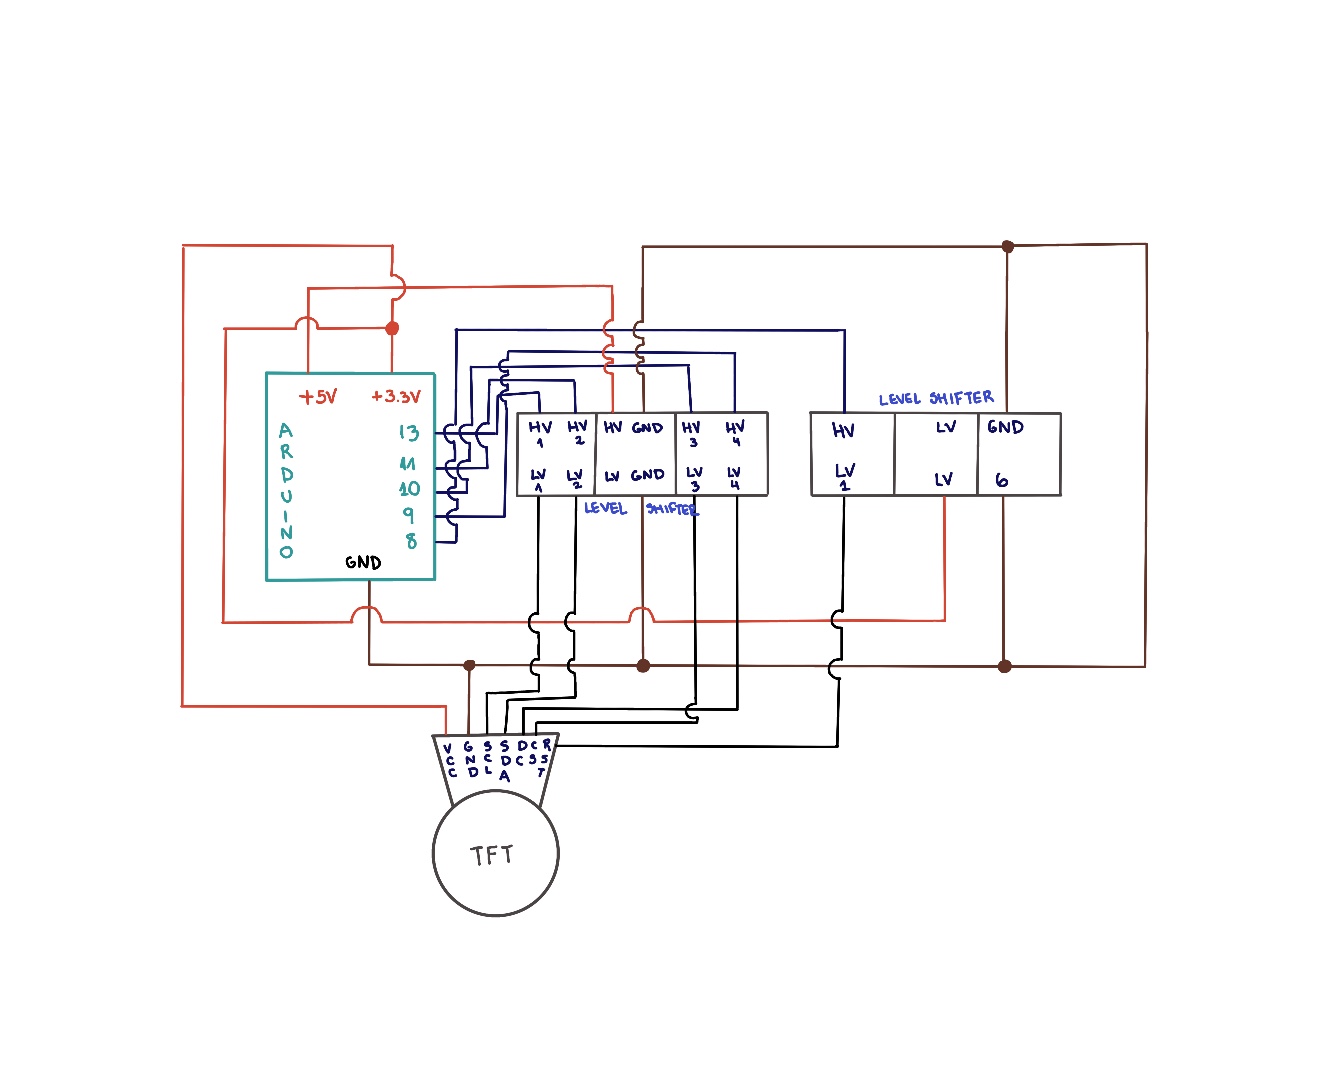 +5V +3.3V
ARDUINO
13
11
10
9
8
GND
HV 1
HV 2
HV
GND
HV 3
HV 4
LV 1
LV 2
LV
GND
LV 3
LV 4
LEVEL SHIFTER
LEVEL SHIFTER
HV
LV
GND
LV 1
LV
6
VCC
GND
SCL
SDA
DC
CS
RST
TFT